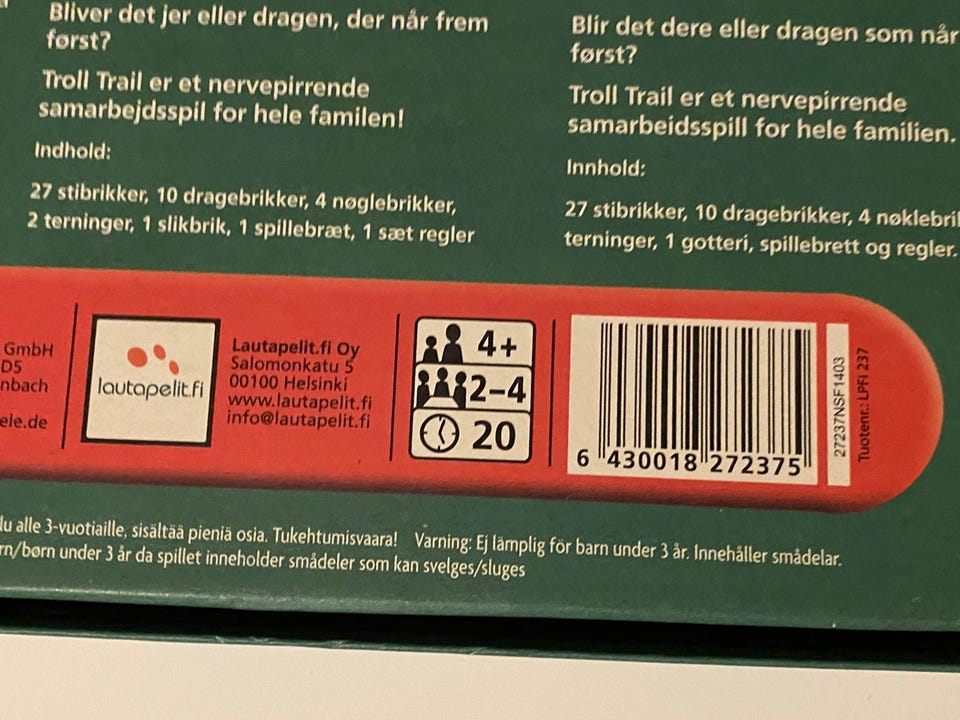 Bliver det jer eller dragen, der når frem
først?
Troll Trail er et nervepirrende
samarbejdsspil for hele familen!
Indhold:
27 stibrikker, 10 dragebrikker, 4 nøglebrikker,
2 terninger, 1 slikbrik, 1 spillebræt, 1 sæt regler
Blir det dere eller dragen som når
først?
Troll Trail er et nervepirrende
samarbeidsspill for hele familien.
Innhold:
27 stibrikker, 10 dragebrikker, 4 nøklebril
terninger, 1 gotteri, spillebrett og regler.
GmbH
D5
nbach
ele.de
lautapelit.fi
Lautapelit.fi Oy
Salomonkatu 5
00100 Helsinki
www.lautapelit.fi
info@lautapelit.fi
4+
2–4
20
6 430018 272375
27237NSF1403
Tuotenr.: LPFI 237
lu alle 3-vuotiaille, sisältää pieniä osia. Tukehtumisvaara! Varning: Ej lämplig för barn under 3 år. Innehåller smådelar.
rn/børn under 3 år da spillet inneholder smådeler som kan svelges/sluges